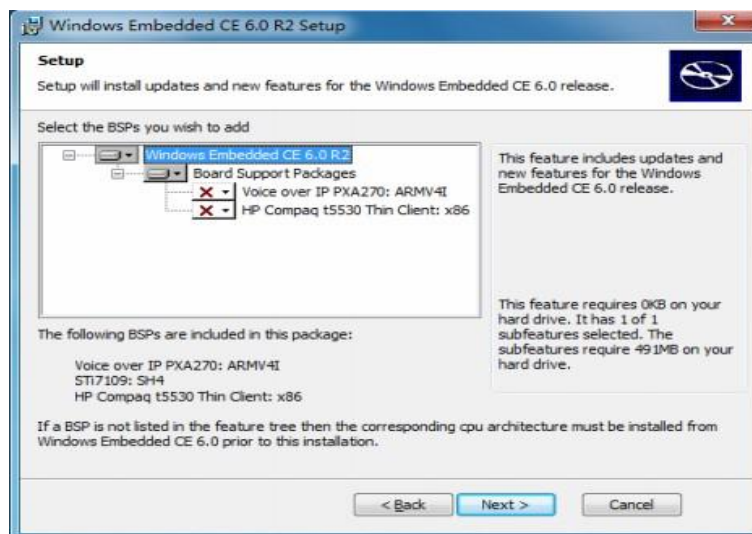 Windows Embedded CE 6.0 R2 Setup
Setup
Setup will install updates and new features for the Windows Embedded CE 6.0 release.
Select the BSPs you wish to add
Windows Embedded CE 6.0 R2
Board Support Packages
Voice over IP PXA270: ARMV4I
HP Compaq t5530 Thin Client: x86
This feature includes updates and
new features for the Windows
Embedded CE 6.0 release.
This feature requires 0KB on your
hard drive. It has 1 of 1
subfeatures selected. The
subfeatures require 491MB on your
hard drive.
The following BSPs are included in this package:
Voice over IP PXA270: ARMV4I
STi7109: SH4
HP Compaq t5530 Thin Client: x86
If a BSP is not listed in the feature tree then the corresponding cpu architecture must be installed from
Windows Embedded CE 6.0 prior to this installation.
< Back
Next >
Cancel